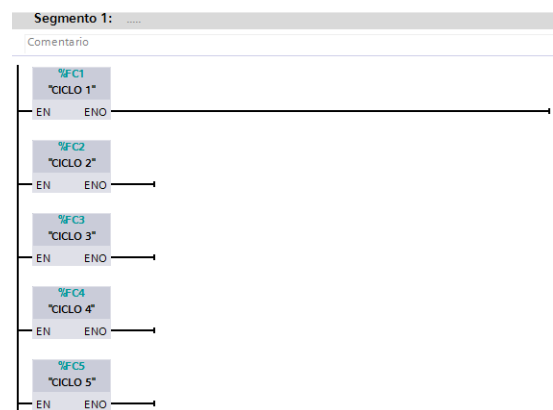 Segmento 1: .....
Comentario
%FC1
"CICLO 1"
EN ENO
%FC2
"CICLO 2"
EN ENO
%FC3
"CICLO 3"
EN ENO
%FC4
"CICLO 4"
EN ENO
%FC5
"CICLO 5"
EN ENO